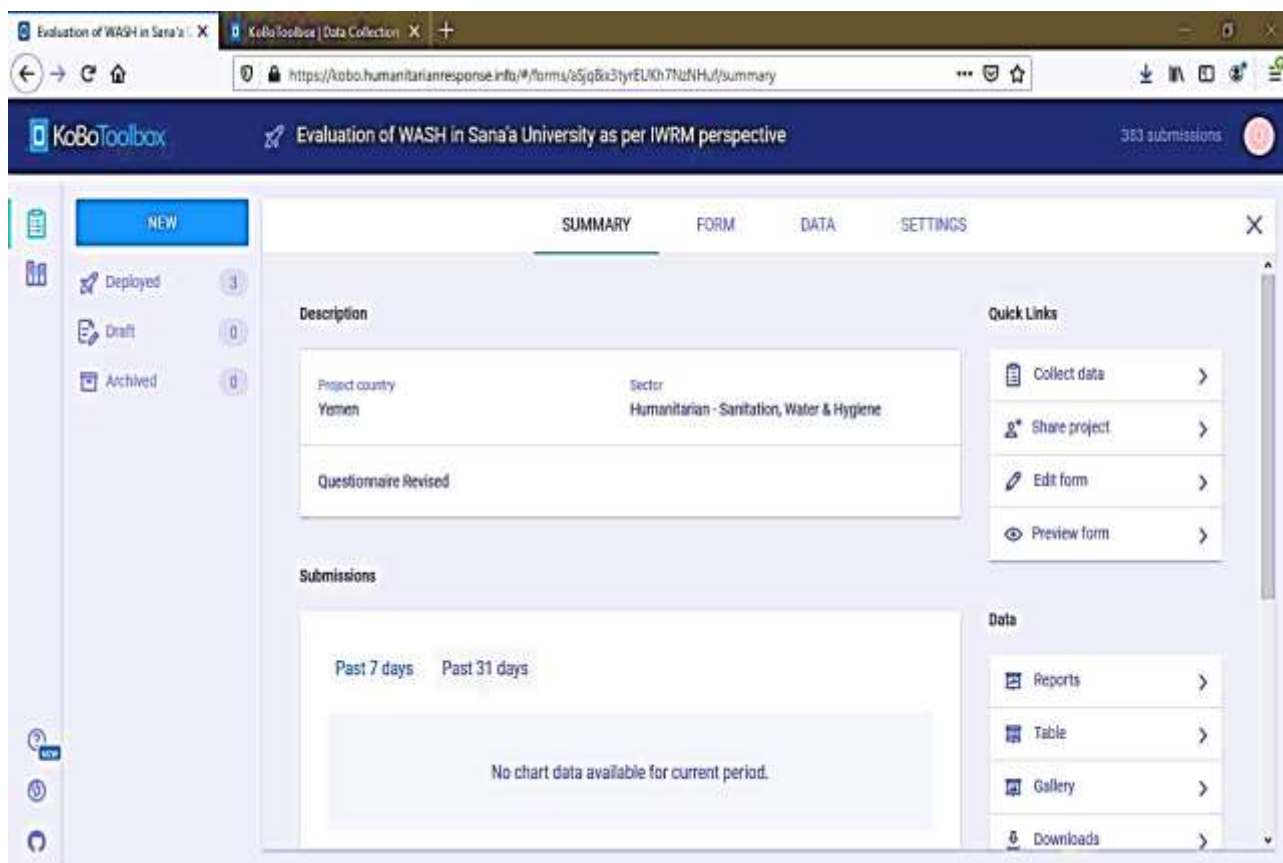 Evaluation of WASH in Sana'a
KoBoToolbox | Data Collection
https://kobo.humanitarianresponse.info/#/forms/
KoBoToolbox
Evaluation of WASH in Sana'a University as per IWRM perspective
383 submissions
NEW
SUMMARY FORM DATA SETTINGS
Deployed 3
Draft 0
Archived 0
Description
Project country
Yemen
Sector
Humanitarian - Sanitation, Water & Hygiene
Questionnaire Revised
Submissions
Past 7 days Past 31 days
No chart data available for current period.
Quick Links
Collect data
Share project
Edit form
Preview form
Data
Reports
Table
Gallery
Downloads
NEW